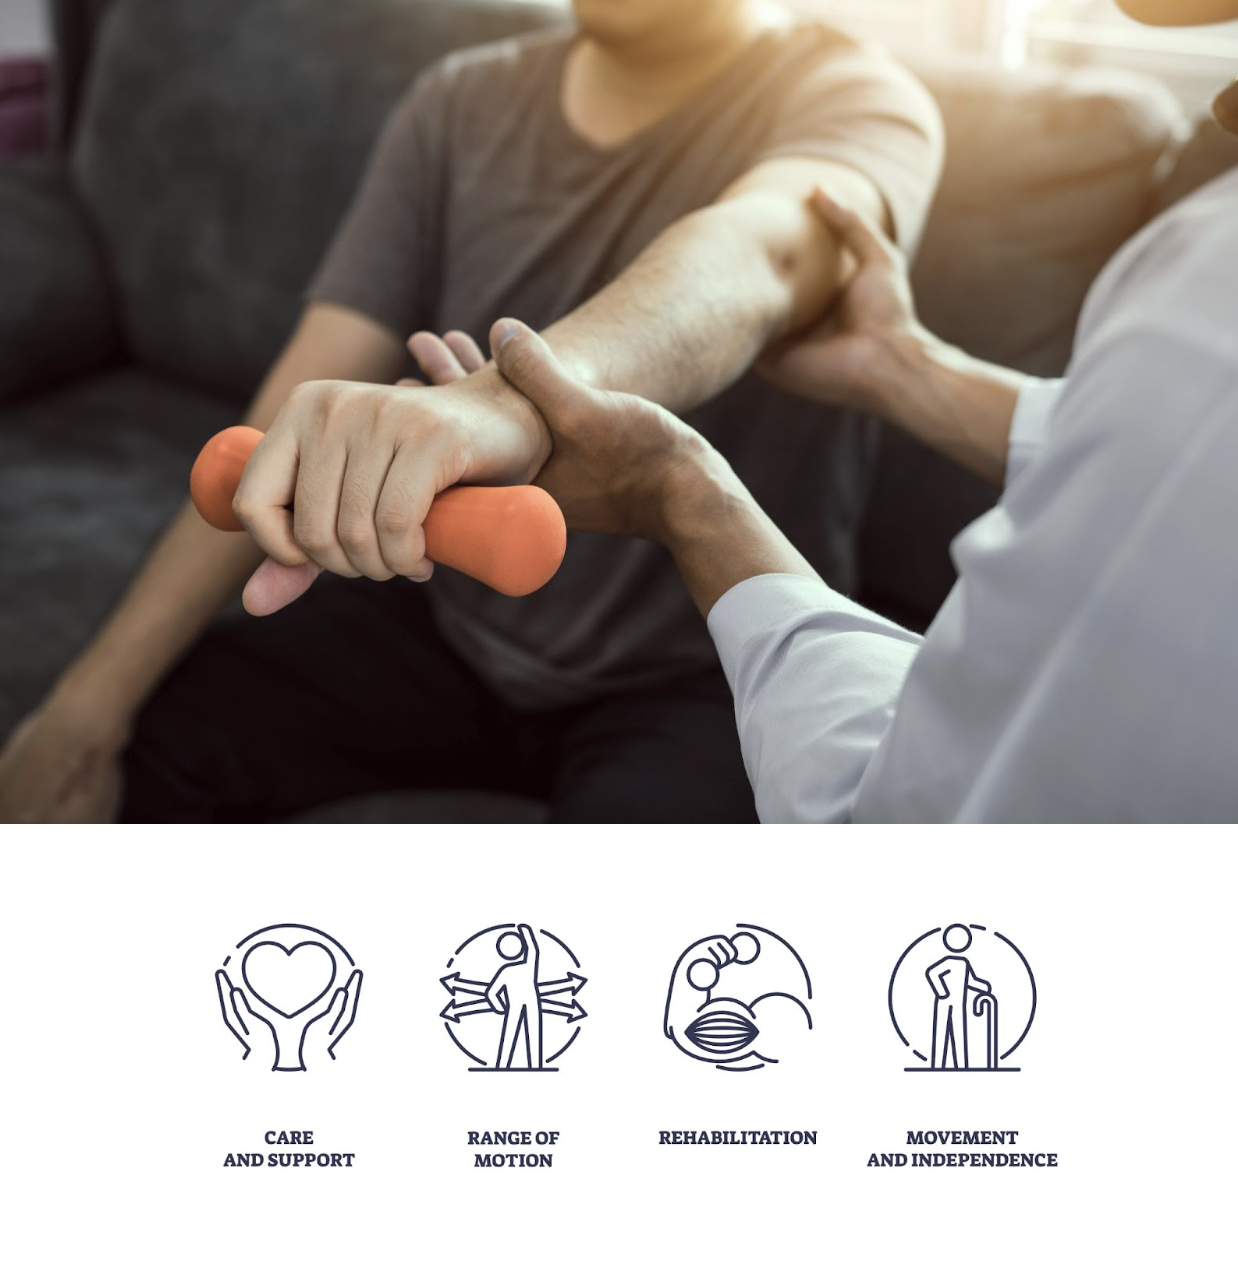 CARE
AND SUPPORT
RANGE OF
MOTION
REHABILITATION
MOVEMENT
AND INDEPENDENCE